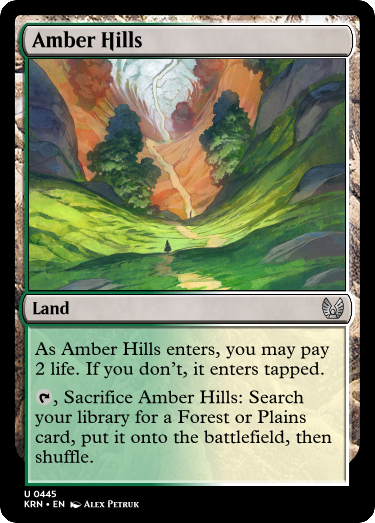 Amber Hills
Land
As Amber Hills enters, you may pay
2 life. If you don't, it enters tapped.
, Sacrifice Amber Hills: Search
your library for a Forest or Plains
card, put it onto the battlefield, then
shuffle.
U 0445
KRN • EN Alex Petruk